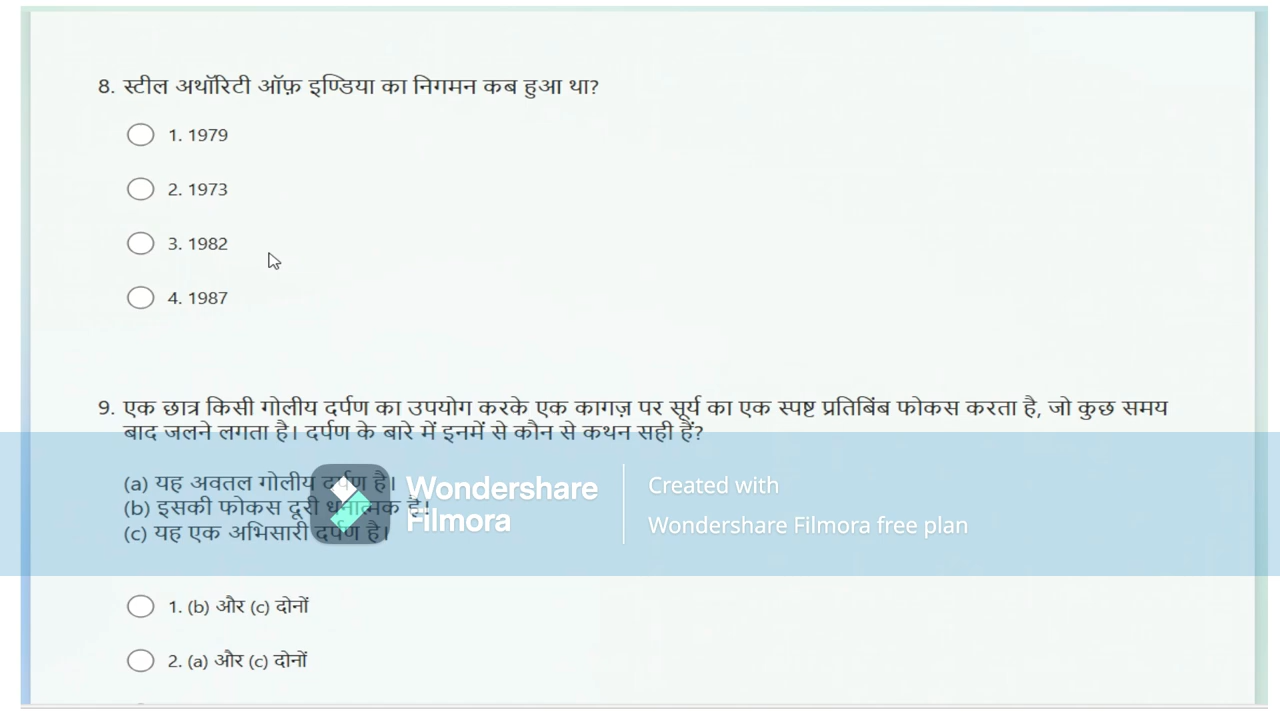 8. स्टील अथॉरिटी ऑफ़ इण्डिया का निगमन कब हुआ था?
1. 1979
2. 1973
3. 1982
4. 1987
9. एक छात्र किसी गोलीय दर्पण का उपयोग करके एक कागज़ पर सूर्य का एक स्पष्ट प्रतिबिंब फोकस करता है, जो कुछ समय
बाद जलने लगता है। दर्पण के बारे में इनमें से कौन से कथन सही हैं?
(a) यह अवतल गोलीय दर्पण है।
(b) इसकी फोकस दूरी धनात्मक है।
(c) यह एक अभिसारी दर्पण है।
Wondershare
Filmora
Created with
Wondershare Filmora free plan
1. (b) और (c) दोनों
2. (a) और (c) दोनों